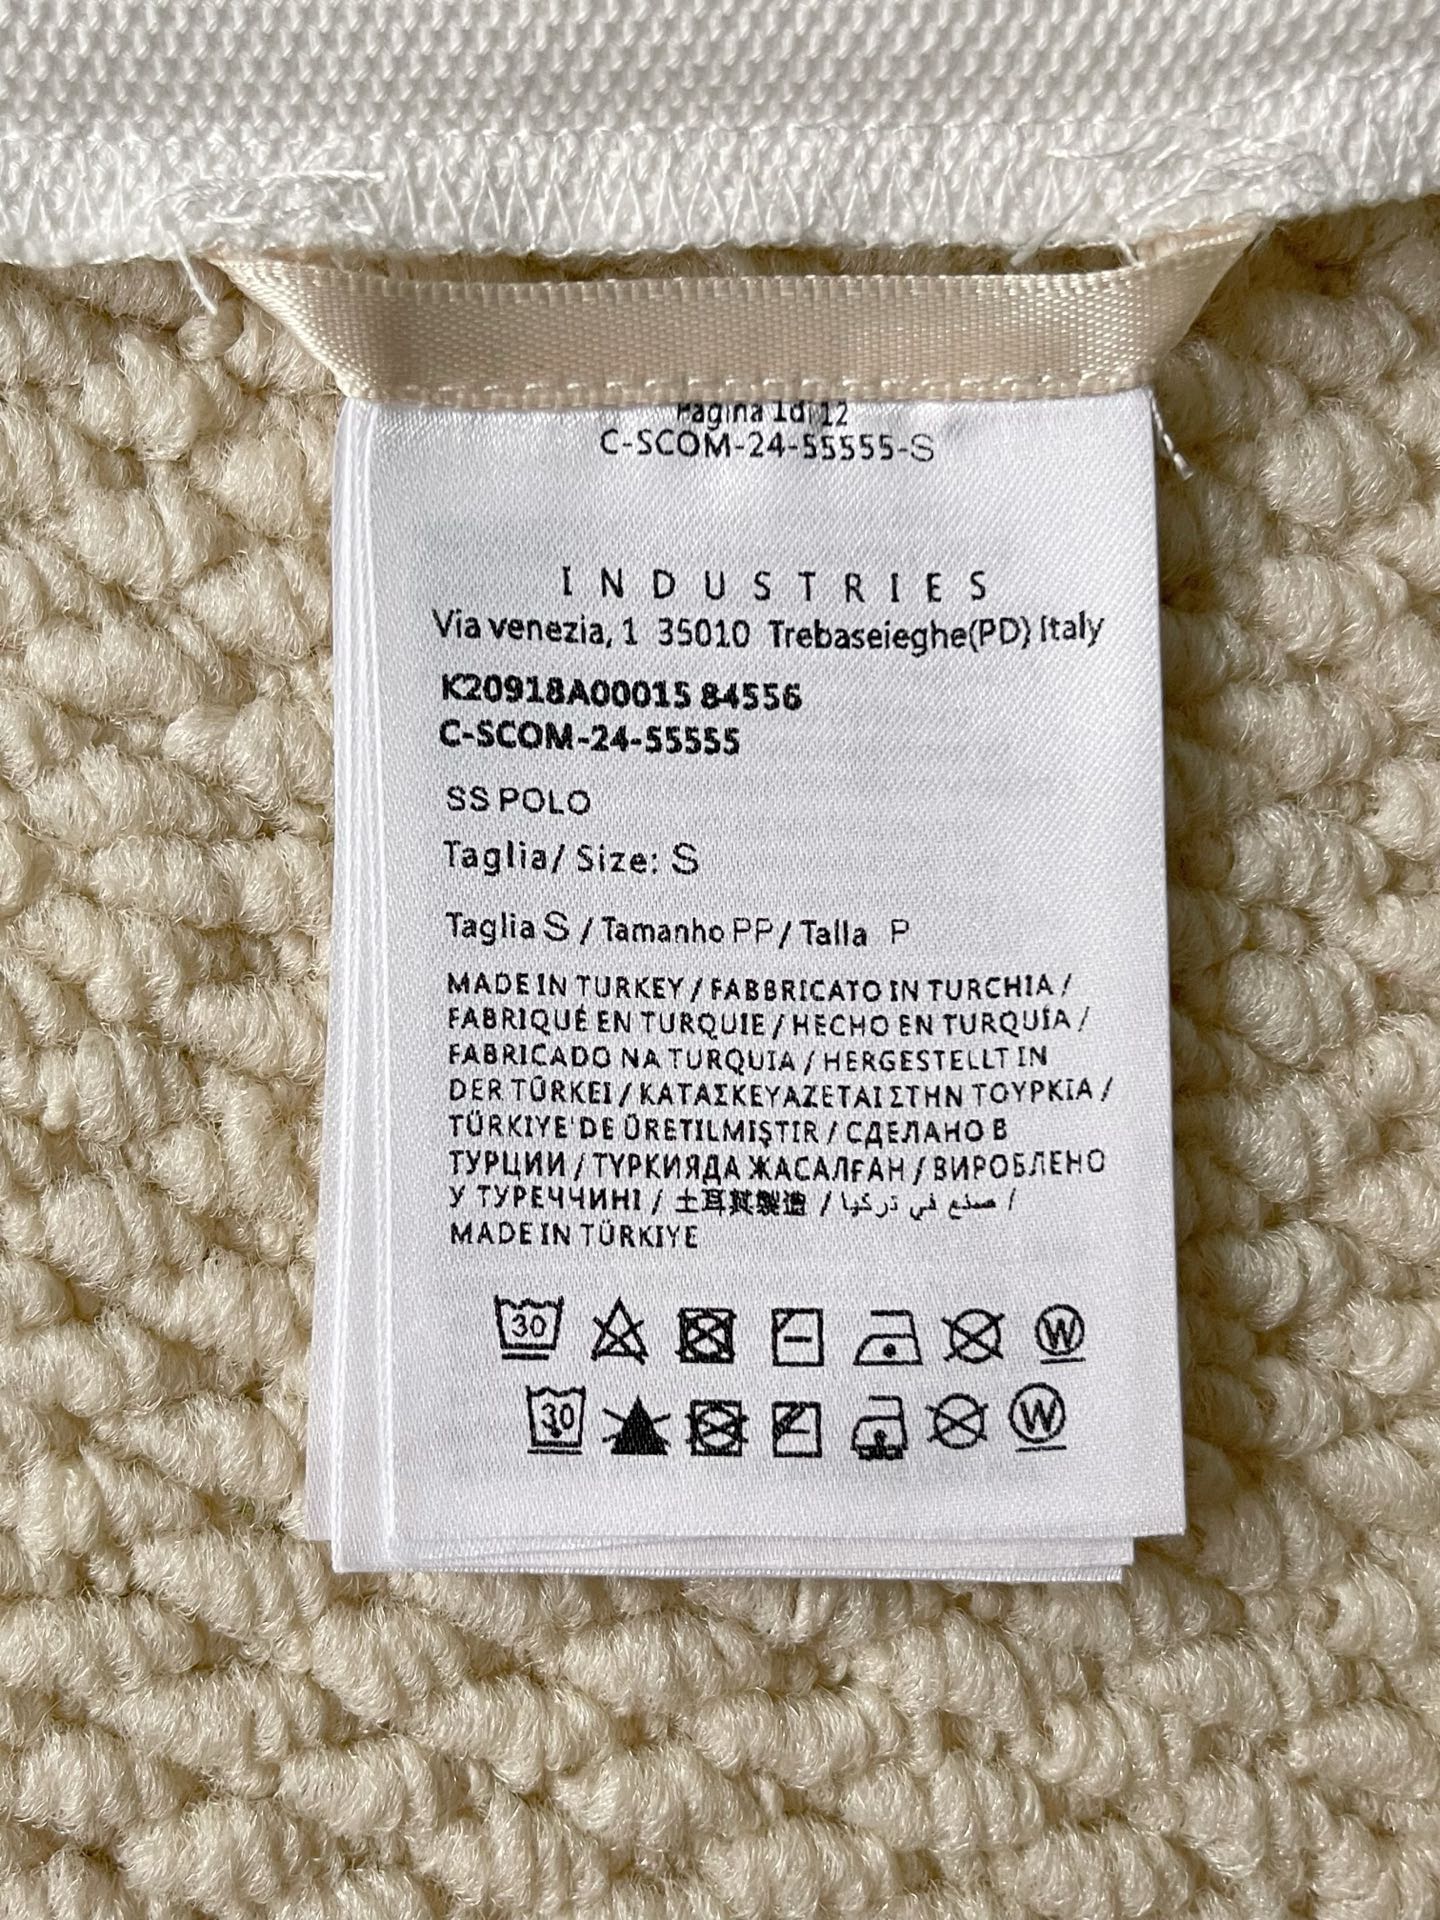 Pagina 1di 12
C-SCOM-24-55555-S
INDUSTRIES
Via venezia, 1 35010 Trebaseieghe(PD) Italy
K20918A00015 84556
C-SCOM-24-55555
SS POLO
Taglia/ Size: S
Taglia S / Tamanho PP / Talla P
MADE IN TURKEY / FABBRICATO IN TURCHIA /
FABRIQUÉ EN TURQUIE / HECHO EN TURQUÍA /
FABRICADO NA TURQUIA / HERGESTELLT IN
DER TÜRKEI / ΚΑΤΑΣΚΕΥΑΖΕΤΑΙ ΣΤΗΝ ΤΟΥΡΚΙΑ /
TÜRKIYE'DE ÜRETILMIŞTIR / СДЕЛАНО В
ТУРЦИИ / ТҮРКИЯДА ЖАСАЛҒАН / ВИРОБЛЕНО
У ТУРЕЧЧИНІ / 土耳其製造 / صنع في تركيا /
MADE IN TÜRKIYE
30 W
30 W